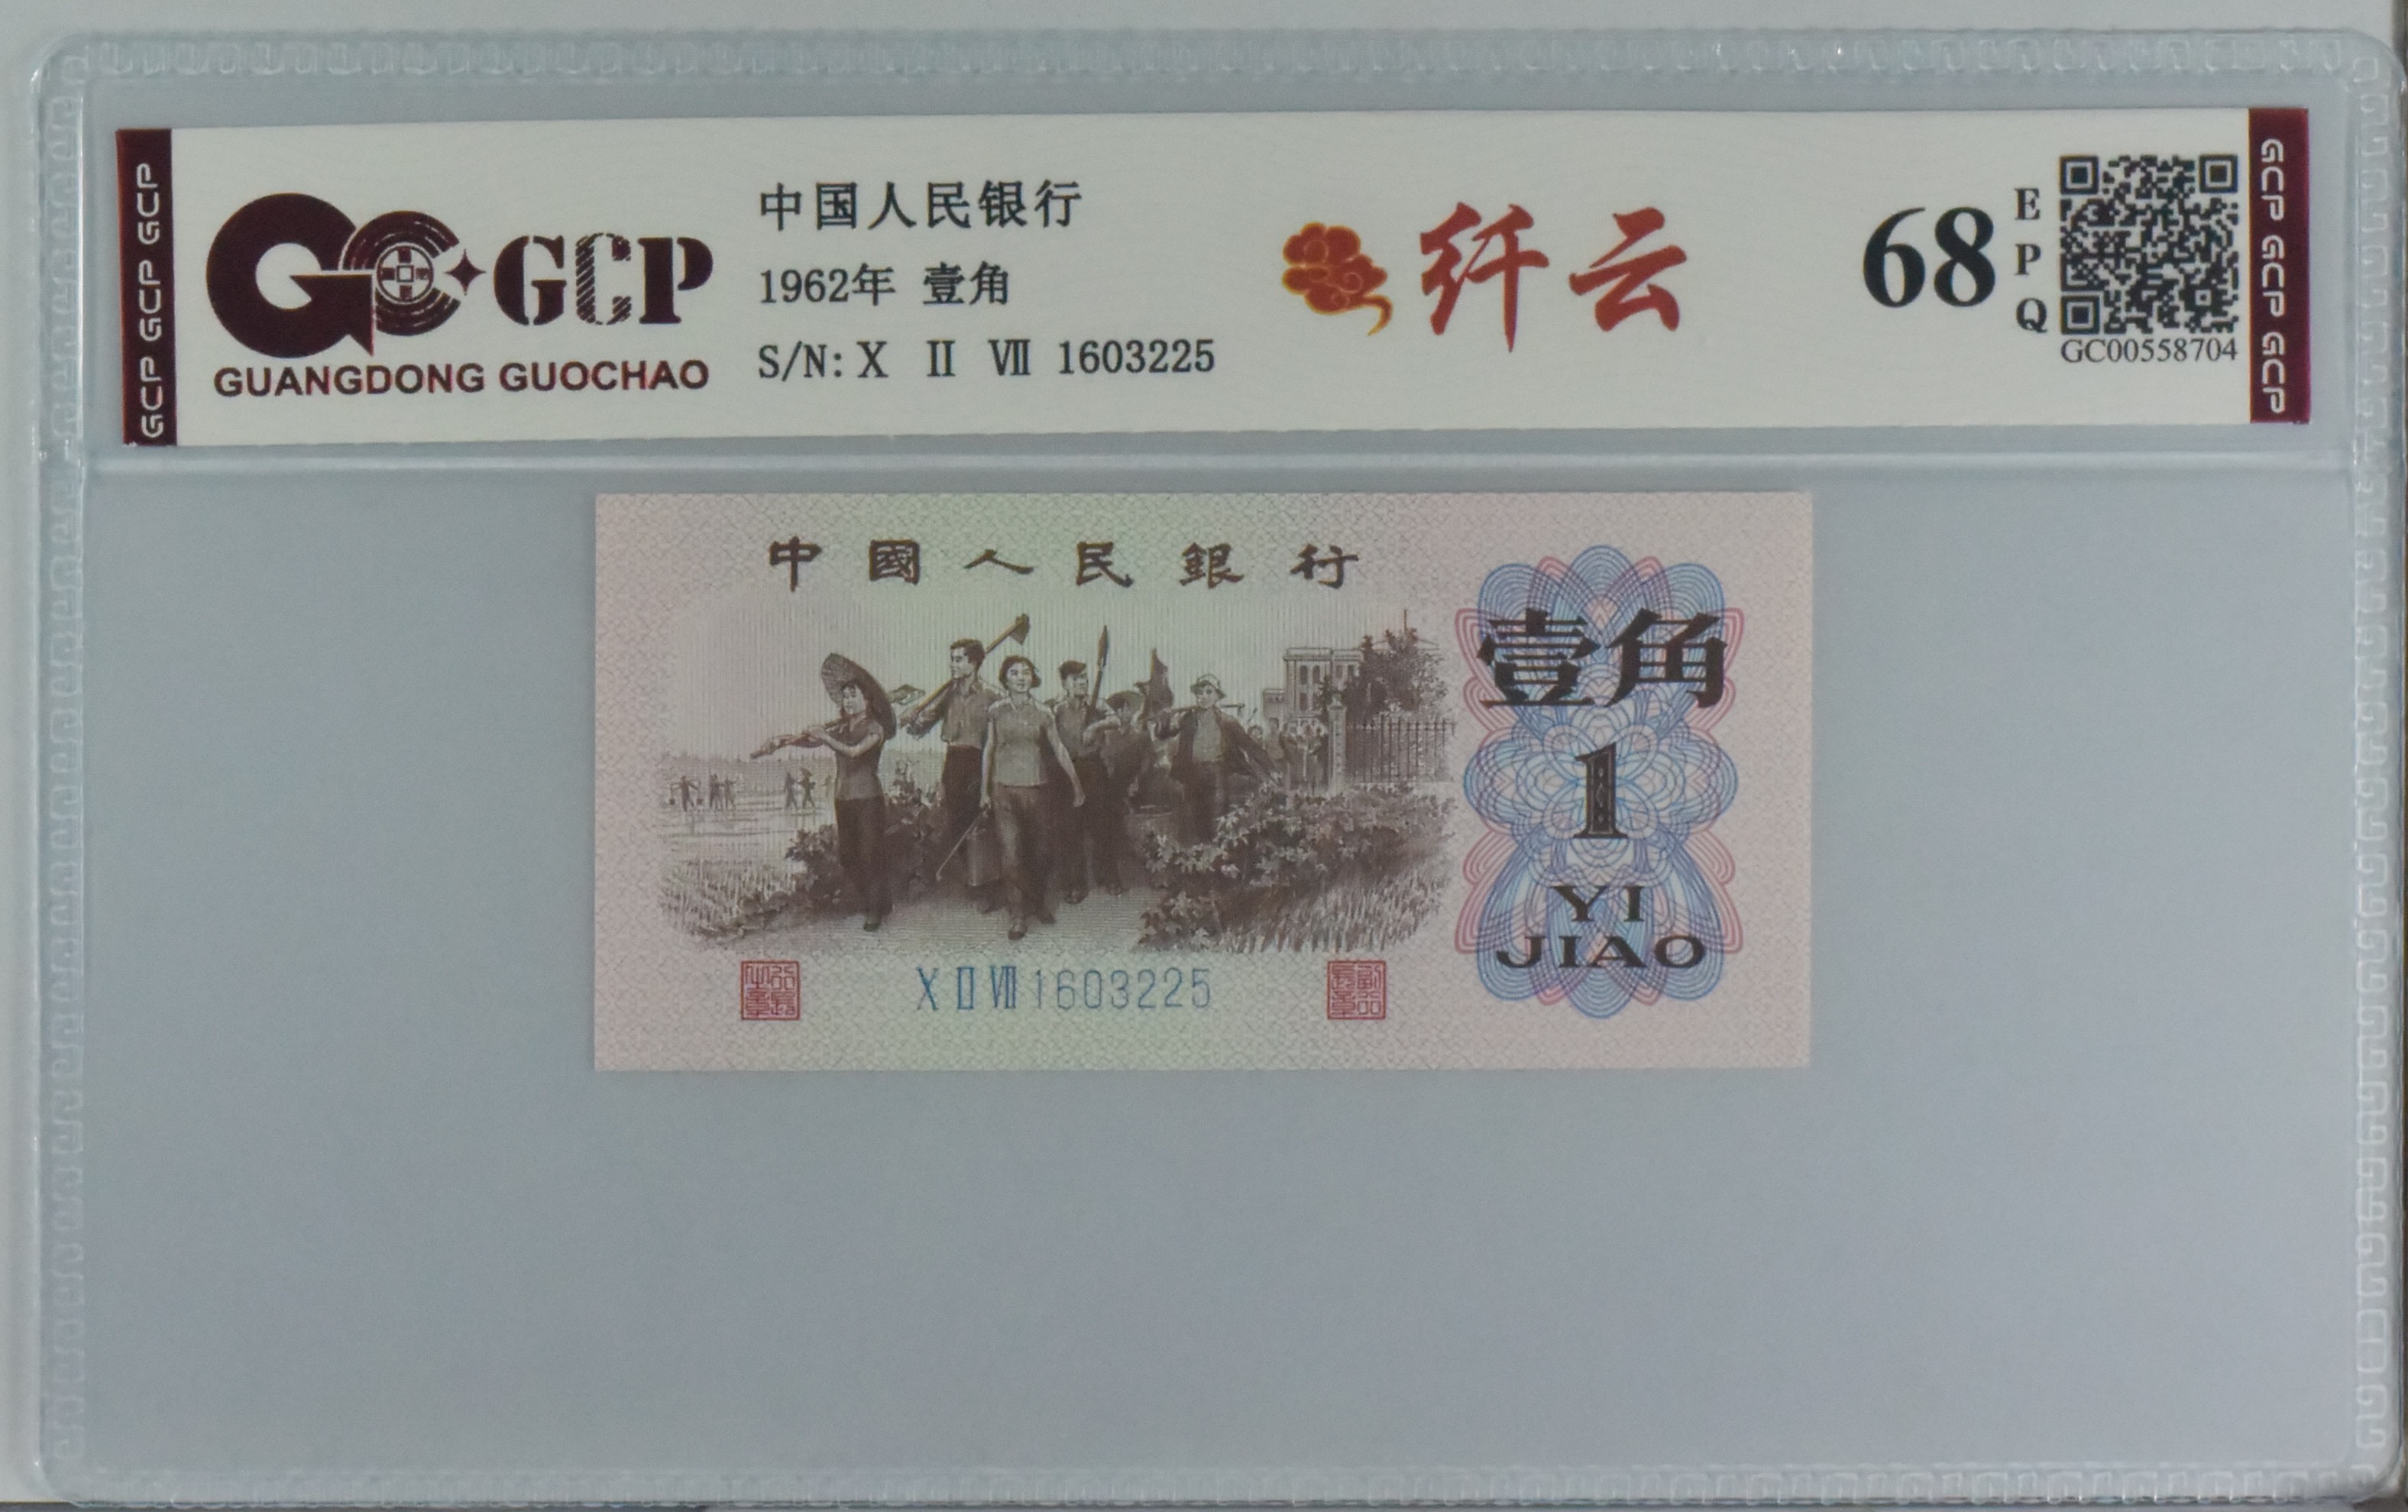 GCP GCP GCP
GCP
GUANGDONG GUOCHAO
中国人民银行
1962年 壹角
S/N: X II VII 1603225
纤云
68
E
P
Q
GC00558704
GCP GCP GCP
中國人民銀行
壹角
1
YI
JIAO
X II VII 1603225